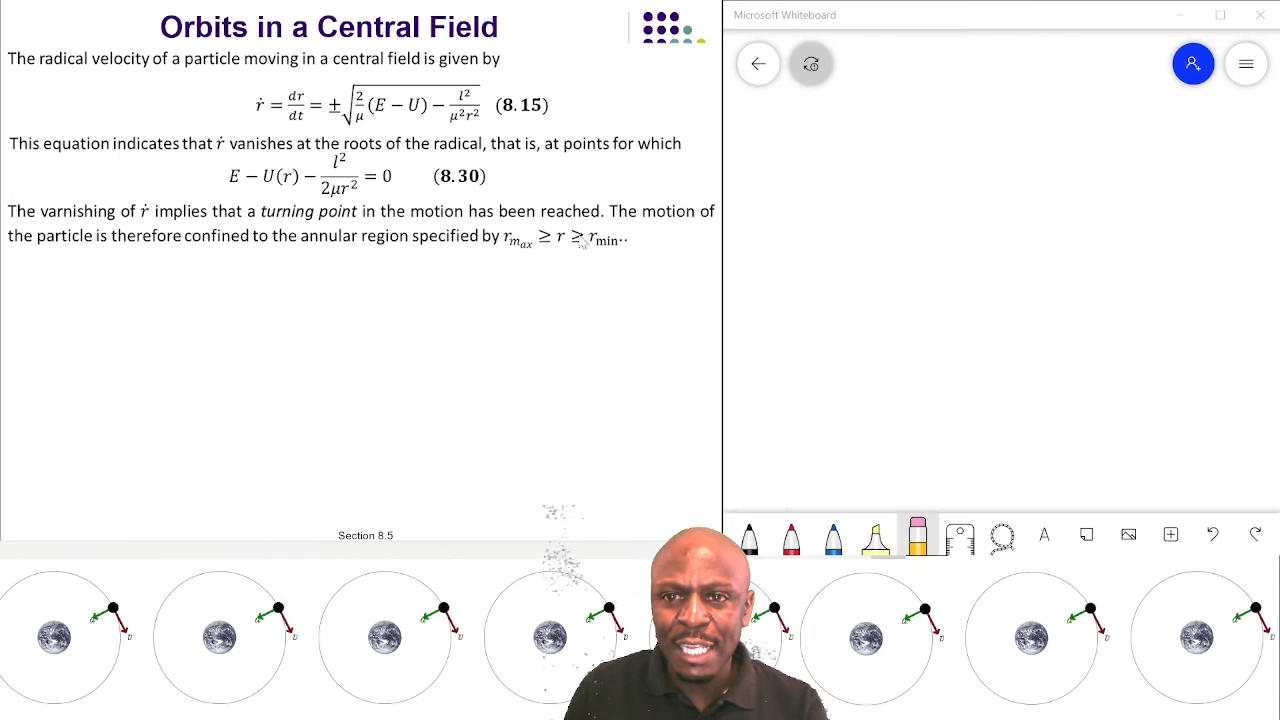 Orbits in a Central Field
Microsoft Whiteboard
The radical velocity of a particle moving in a central field is given by
ṙ = dr/dt = ±√(2/μ (E − U) − l²/μ²r²) (8.15)
This equation indicates that ṙ vanishes at the roots of the radical, that is, at points for which
E − U(r) − l²/2μr² = 0 (8.30)
The varnishing of ṙ implies that a turning point in the motion has been reached. The motion of
the particle is therefore confined to the annular region specified by r_max ≥ r ≥ r_min..
Section 8.5
A
a v
a v
a v
a v
v
a v
a v
a v